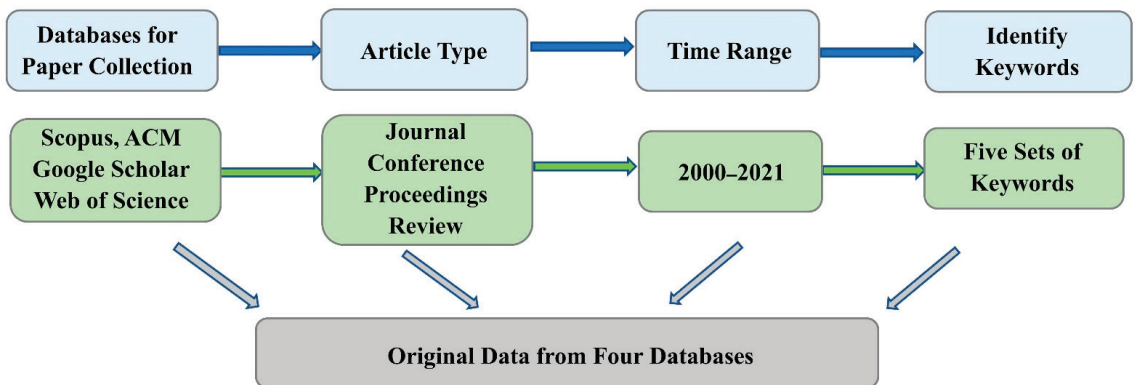 Databases for
Paper Collection
Article Type
Time Range
Identify
Keywords
Scopus, ACM
Google Scholar
Web of Science
Journal
Conference
Proceedings
Review
2000–2021
Five Sets of
Keywords
Original Data from Four Databases